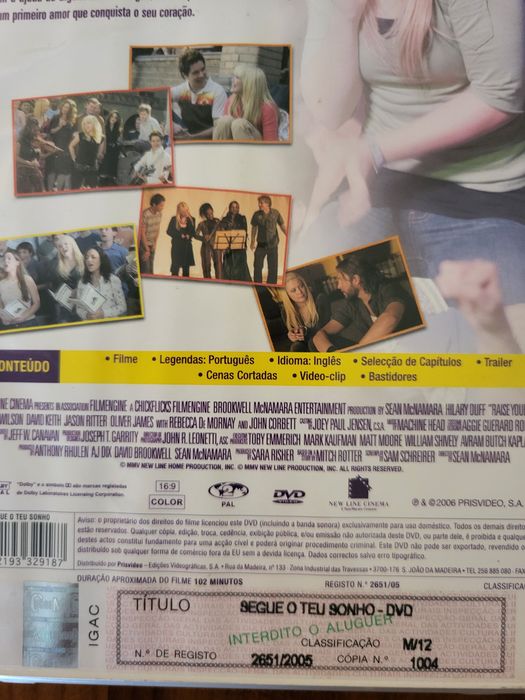 m primeiro amor que conquista o seu coração.
ONTEÚDO
• Filme • Legendas: Português • Idioma: Inglês • Selecção de Capítulos • Trailer
• Cenas Cortadas • Video-clip • Bastidores
NE CINEMA PRESENTS IN ASSOCIATION FILMENGINE A CHICKFLICKS FILMENGINE BROOKWELL McNAMARA ENTERTAINMENT PRODUCTION BY SEAN McNAMARA HILARY DUFF "RAISE YOU
WILSON DAVID KEITH JASON RITTER OLIVER JAMES WITH REBECCA DE MORNAY AND JOHN CORBETT JOEY PAUL JENSEN, C.S.A. MACHINE HEAD AGGIE GUERARD RO
JEFF W. CANAVAN JOSEPH T. GARRITY JOHN R. LEONETTI, ASC TOBY EMMERICH MARK KAUFMAN MATT MOORE WILLIAM SHIVELY AVRAM BUTCH KAPL
ANTHONY RHULEN AJ DIX DAVID BROOKWELL SEAN McNAMARA SARA RISHER MITCH ROTTER SAM SCHREIBER SEAN McNAMARA
© MMV NEW LINE HOME PRODUCTION, INC. © MMV NEW LINE PRODUCTION, INC. ALL RIGHTS RESERVED.
"Dolby" e o símbolo DD são marcas registadas
de Dolby Laboratories Licensing Corporation.
16:9
COLOR
2
PAL
DVD
VIDEO
NEW LINE CINEMA
℗ & ©2006 PRISVIDEO, S.A
UE O TEU SONHO
2193"329187
Aviso: o proprietário dos direitos do filme licenciou este DVD (incluindo a banda sonora) exclusivamente para uso doméstico. Todos os demais direitos
estão reservados. Qualquer cópia, edição, troca, cedência, exibição pública, e/ou emissão não autorizada deste DVD, ou parte dele, é proibida e qualquer
destes actos constitui fundamento para uma acção civil e poderá originar procedimento criminal. Este DVD não pode ser exportado, revendido o
distribuído sob qualquer forma de comércio fora da EU sem a devida licença. Dados correctos salvo erro tipográfico.
Distribuído por Prisvideo – Edições Videográficas, S.A. • Rua da Madeira, nº 133 - Zona Industrial das Travessas • 3700-176 S. JOÃO DA MADEIRA • TEL 256 885 080 - FAX
DURAÇÃO APROXIMADA DO FILME 102 MINUTOS REGISTO N.º 2651/05 CLASSIFICA
IGAC
TÍTULO SEGUE O TEU SONHO - DVD
INTERDITO O ALUGUER
CLASSIFICAÇÃO M/12
N.º DE REGISTO 2651/2005 CÓPIA N.º 1004